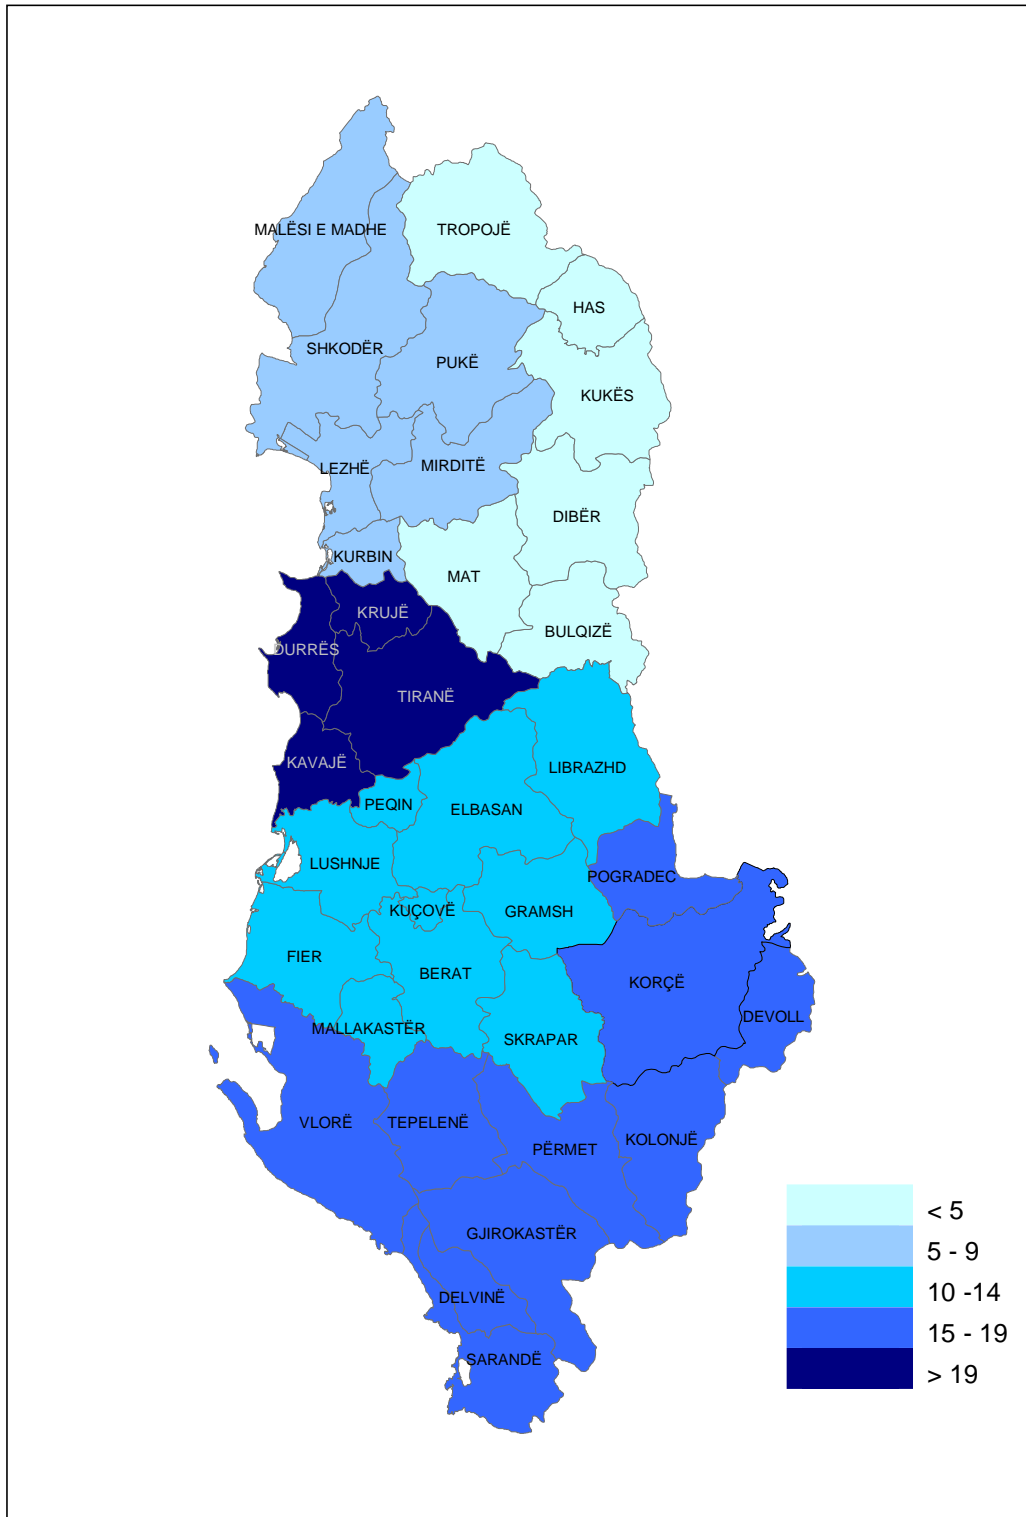 MALËSI E MADHE
TROPOJË
HAS
SHKODËR
PUKË
KUKËS
LEZHË
MIRDITË
DIBËR
KURBIN
MAT
KRUJË
BULQIZË
DURRËS
TIRANË
KAVAJË
LIBRAZHD
PEQIN
ELBASAN
LUSHNJE
POGRADEC
KUÇOVË
GRAMSH
FIER
BERAT
KORÇË
DEVOLL
MALLAKASTËR
SKRAPAR
VLORË
TEPELENË
PËRMET
KOLONJË
GJIROKASTËR
DELVINË
SARANDË
< 5
5 - 9
10 -14
15 - 19
> 19